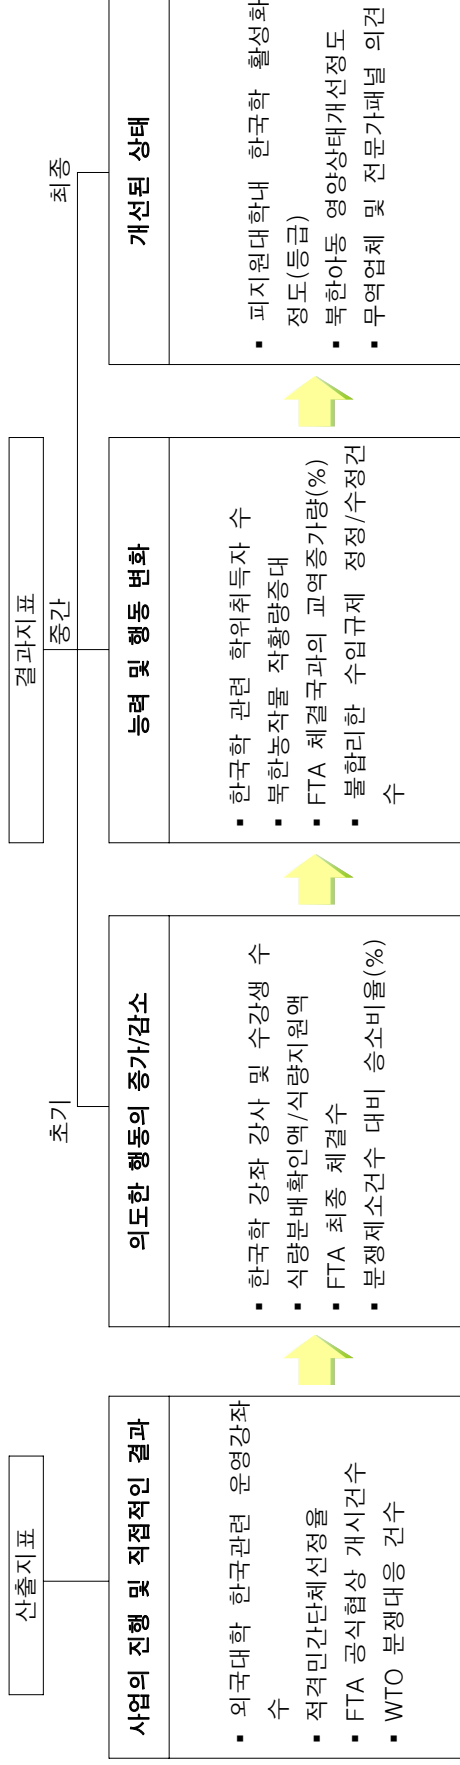 산출지표
사업의 진행 및 직접적인 결과
▪ 외국대학 한국관련 운영강좌
수
▪ 적격민간단체선정율
▪ FTA 공식협상 개시건수
▪ WTO 분쟁대응 건수
결과지표
초기
중간
최종
의도한 행동의 증가/감소
▪ 한국학 강좌 강사 및 수강생 수
▪ 식량분배확인액/식량지원액
▪ FTA 최종 체결수
▪ 분쟁제소건수 대비 승소비율(%)
능력 및 행동 변화
▪ 한국학 관련 학위취득자 수
▪ 북한농작물 작황량증대
▪ FTA 체결국과의 교역증가량(%)
▪ 불합리한 수입규제 정정/수정건
수
개선된 상태
▪ 피지원대학내 한국학 활성화
정도(등급)
▪ 북한아동 영양상태개선정도
▪ 무역업체 및 전문가패널 의견